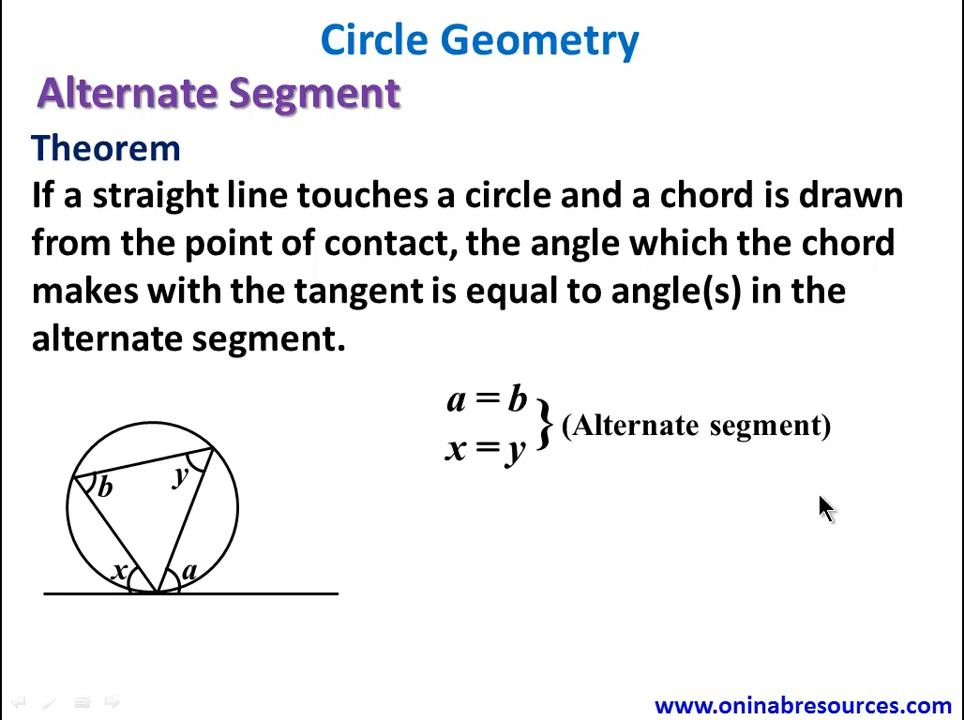 Circle Geometry
Alternate Segment
Theorem
If a straight line touches a circle and a chord is drawn
from the point of contact, the angle which the chord
makes with the tangent is equal to angle(s) in the
alternate segment.
a = b
x = y
} (Alternate segment)
b
y
x
a
www.oninabresources.com